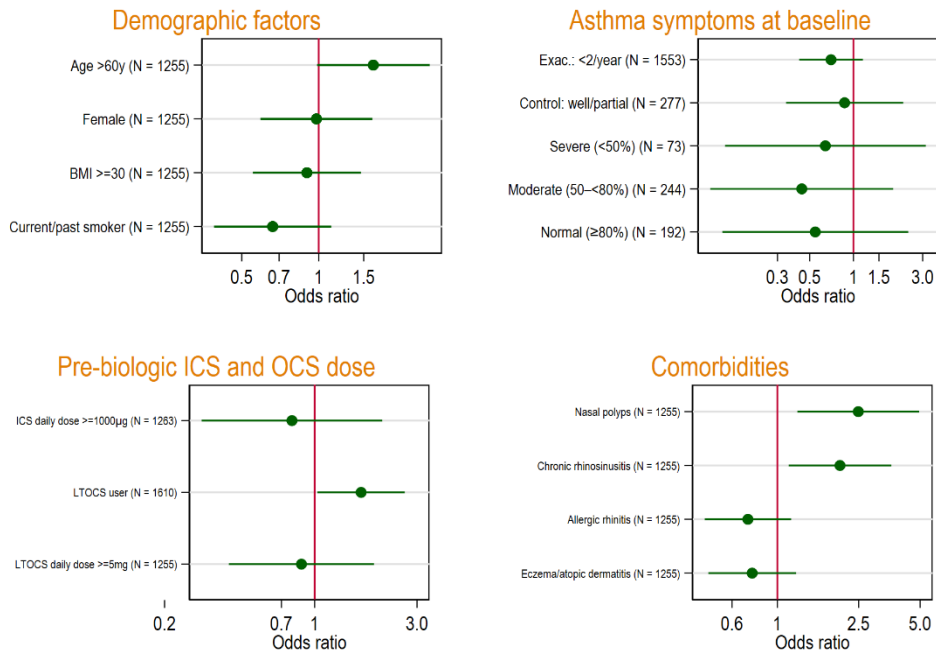 Demographic factors
Age >60y (N = 1255)
Female (N = 1255)
BMI >=30 (N = 1255)
Current/past smoker (N = 1255)
0.5 0.7 1 1.5
Odds ratio
Asthma symptoms at baseline
Exac.: <2/year (N = 1553)
Control: well/partial (N = 277)
Severe (<50%) (N = 73)
Moderate (50–<80%) (N = 244)
Normal (≥80%) (N = 192)
0.3 0.5 1 1.5 3.0
Odds ratio
Pre-biologic ICS and OCS dose
ICS daily dose >=1000µg (N = 1263)
LTOCS user (N = 1610)
LTOCS daily dose >=5mg (N = 1255)
0.2 0.7 1 3.0
Odds ratio
Comorbidities
Nasal polyps (N = 1255)
Chronic rhinosinusitis (N = 1255)
Allergic rhinitis (N = 1255)
Eczema/atopic dermatitis (N = 1255)
0.6 1 2.5 5.0
Odds ratio